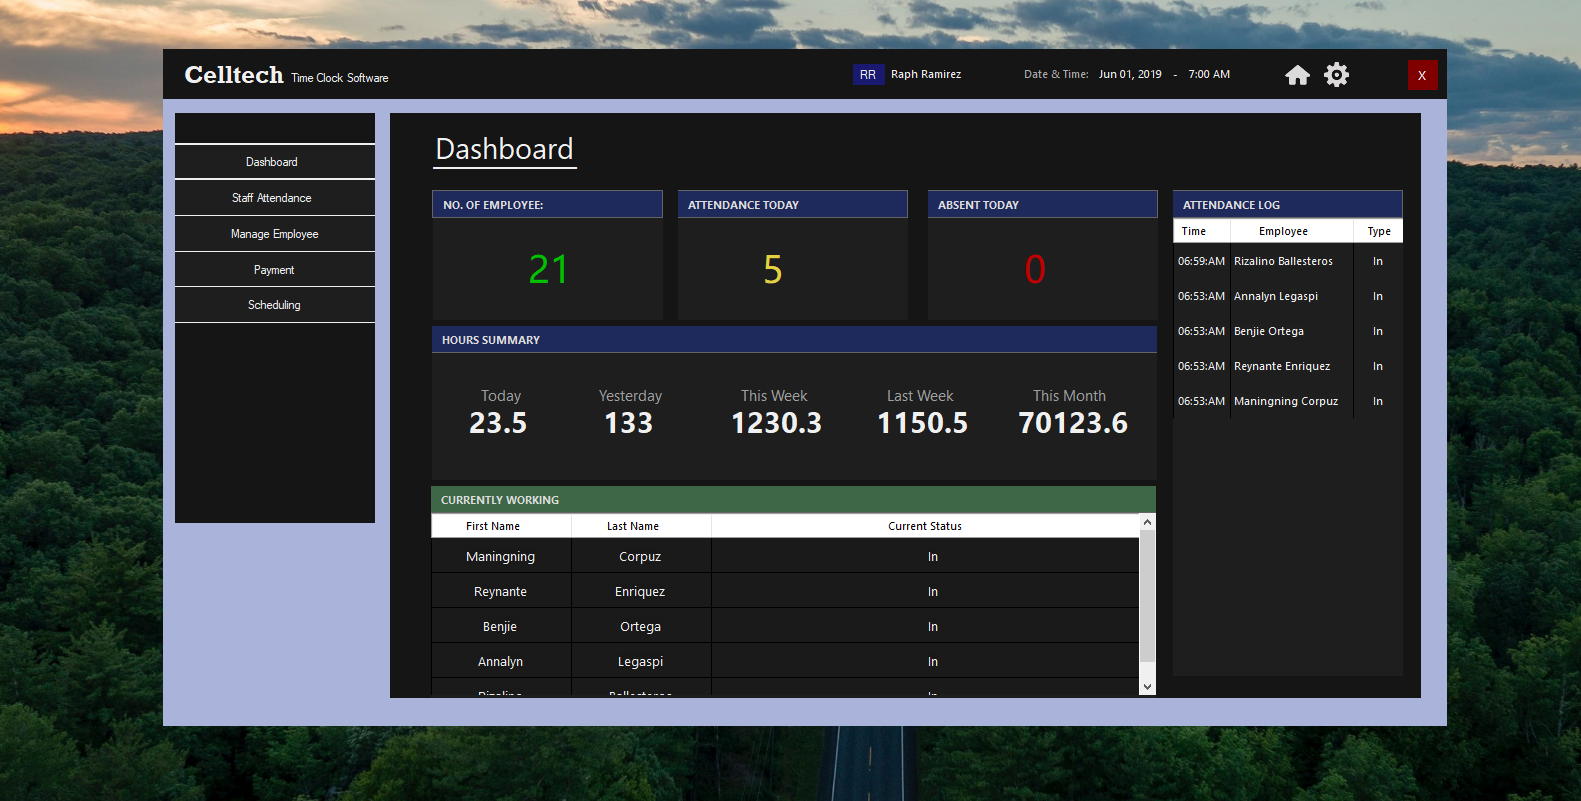 Celltech Time Clock Software
RR Raph Ramirez
Date & Time: Jun 01, 2019 - 7:00 AM
X
Dashboard
Staff Attendance
Manage Employee
Payment
Scheduling
Dashboard
NO. OF EMPLOYEE:
21
ATTENDANCE TODAY
5
ABSENT TODAY
0
HOURS SUMMARY
Today Yesterday This Week Last Week This Month
23.5 133 1230.3 1150.5 70123.6
CURRENTLY WORKING
First Name Last Name Current Status
Maningning Corpuz In
Reynante Enriquez In
Benjie Ortega In
Annalyn Legaspi In
Rizalino Ballesteros In
ATTENDANCE LOG
Time Employee Type
06:59:AM Rizalino Ballesteros In
06:53:AM Annalyn Legaspi In
06:53:AM Benjie Ortega In
06:53:AM Reynante Enriquez In
06:53:AM Maningning Corpuz In